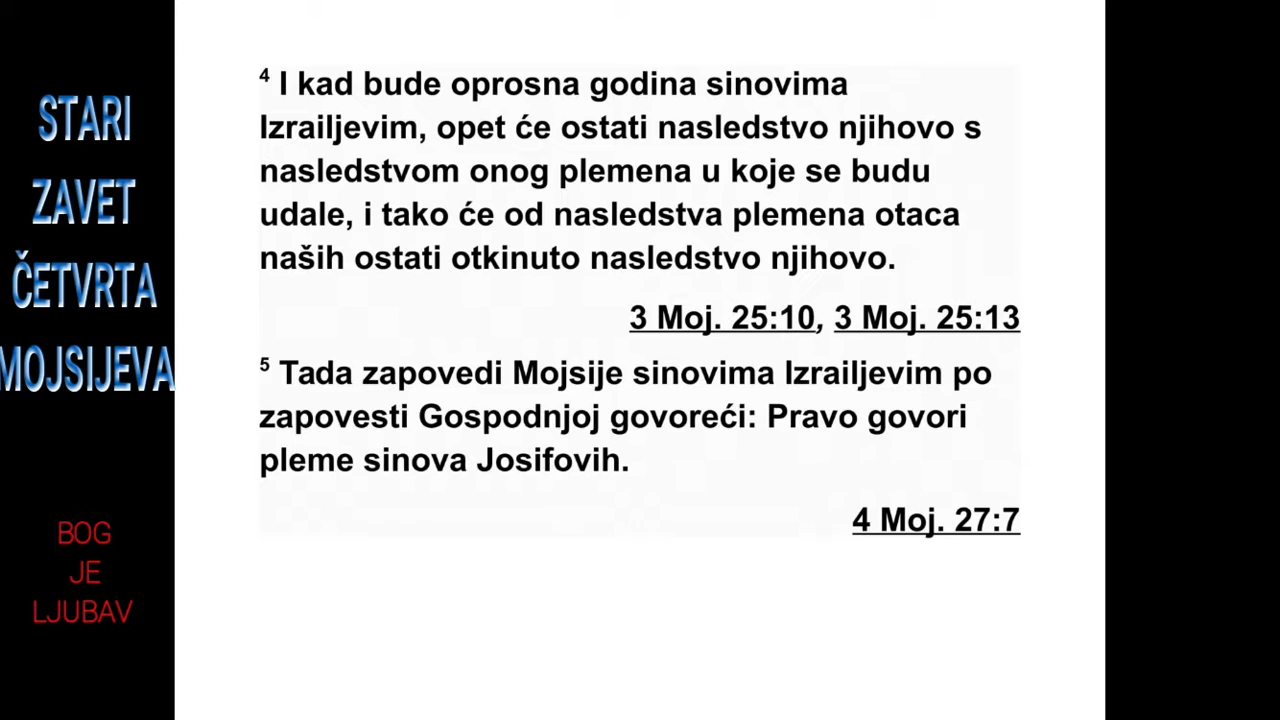 STARI
ZAVET
ČETVRTA
MOJSIJEVA
BOG
JE
LJUBAV
4 I kad bude oprosna godina sinovima
Izrailjevim, opet će ostati nasledstvo njihovo s
nasledstvom onog plemena u koje se budu
udale, i tako će od nasledstva plemena otaca
naših ostati otkinuto nasledstvo njihovo.
3 Moj. 25:10, 3 Moj. 25:13
5 Tada zapovedi Mojsije sinovima Izrailjevim po
zapovesti Gospodnjoj govoreći: Pravo govori
pleme sinova Josifovih.
4 Moj. 27:7